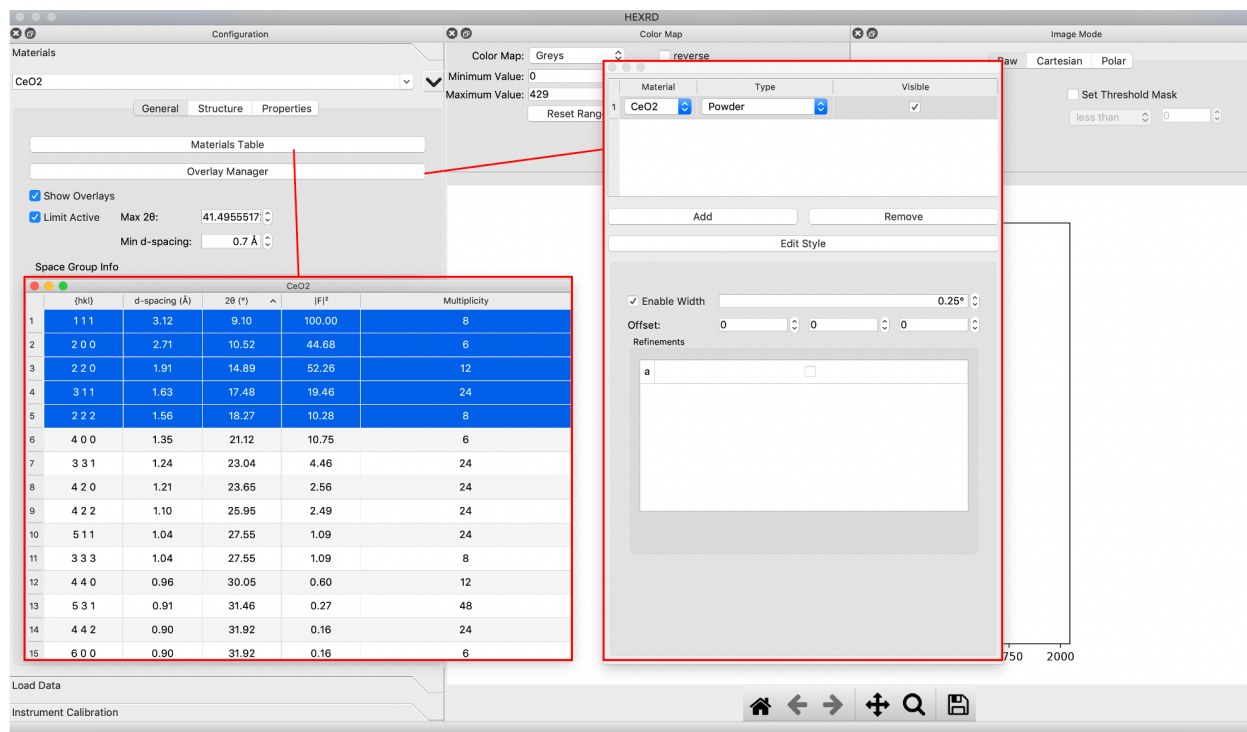 HEXRD
Configuration
Color Map
Image Mode
Materials
CeO2
General Structure Properties
Materials Table
Overlay Manager
Show Overlays
Limit Active Max 2θ: 41.4955517
Min d-spacing: 0.7 Å
Space Group Info
Color Map: Greys reverse
Minimum Value: 0
Maximum Value: 429
Reset Rang
Raw Cartesian Polar
Set Threshold Mask
less than 0
Material Type Visible
1 CeO2 Powder
Add Remove
Edit Style
Enable Width 0.25°
Offset: 0 0 0
Refinements
a
CeO2
{hkl} d-spacing (Å) 2θ (°) |F|² Multiplicity
1 1 1 1 3.12 9.10 100.00 8
2 2 0 0 2.71 10.52 44.68 6
3 2 2 0 1.91 14.89 52.26 12
4 3 1 1 1.63 17.48 19.46 24
5 2 2 2 1.56 18.27 10.28 8
6 4 0 0 1.35 21.12 10.75 6
7 3 3 1 1.24 23.04 4.46 24
8 4 2 0 1.21 23.65 2.56 24
9 4 2 2 1.10 25.95 2.49 24
10 5 1 1 1.04 27.55 1.09 24
11 3 3 3 1.04 27.55 1.09 8
12 4 4 0 0.96 30.05 0.60 12
13 5 3 1 0.91 31.46 0.27 48
14 4 4 2 0.90 31.92 0.16 24
15 6 0 0 0.90 31.92 0.16 6
750 2000
Load Data
Instrument Calibration